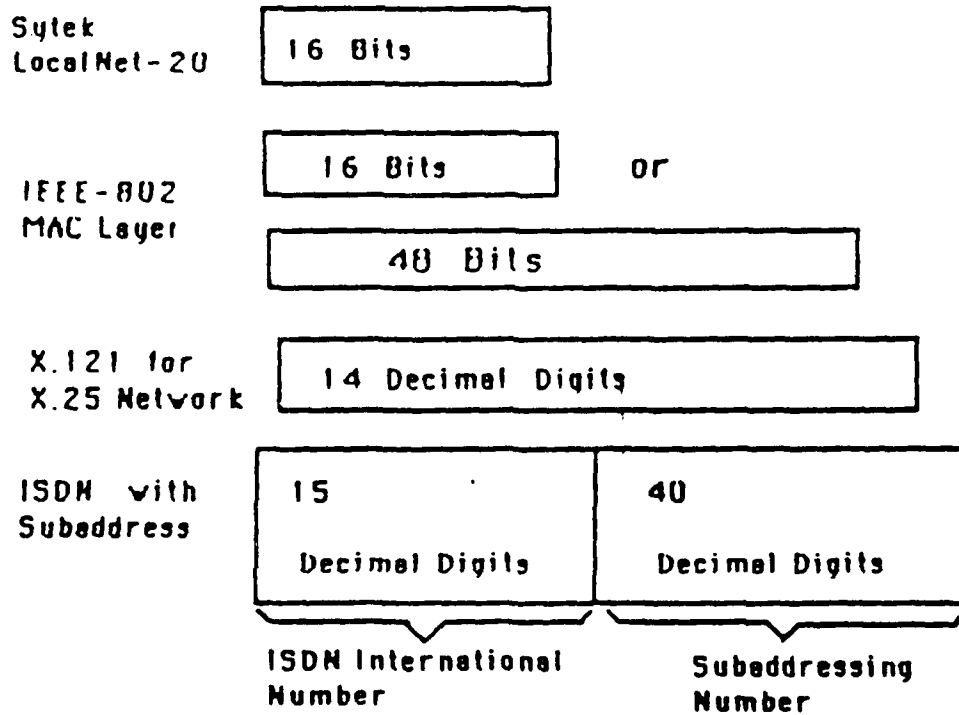 Sytek
LocalNet-20
16 Bits
IEEE-802
MAC Layer
16 Bits or
48 Bits
X.121 for
X.25 Network
14 Decimal Digits
ISDN with
Subaddress
15
Decimal Digits
40
Decimal Digits
ISDN International
Number
Subaddressing
Number